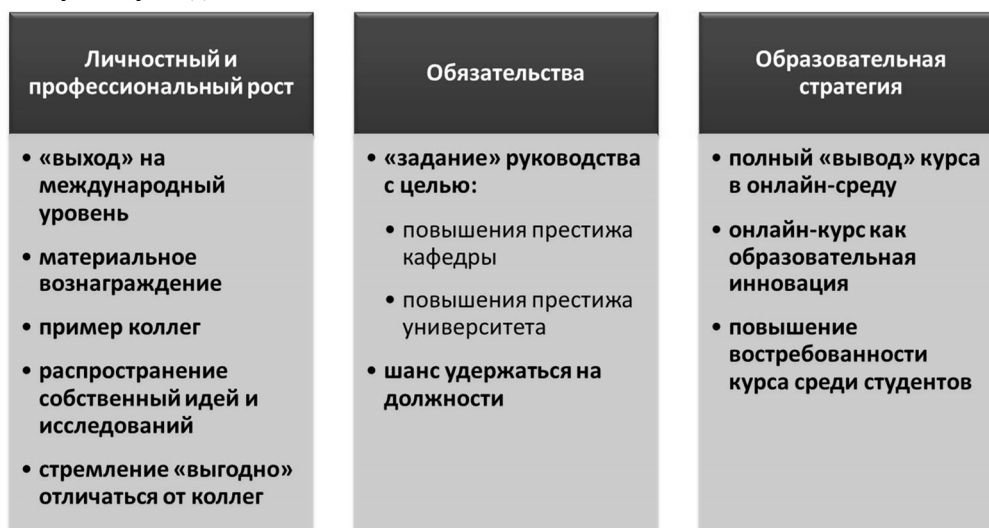 Личностный и
профессиональный рост
• «выход» на
международный
уровень
• материальное
вознаграждение
• пример коллег
• распространение
собственный идей и
исследований
• стремление «выгодно»
отличаться от коллег
Обязательства
• «задание» руководства
с целью:
• повышения престижа
кафедры
• повышения престижа
университета
• шанс удержаться на
должности
Образовательная
стратегия
• полный «вывод» курса
в онлайн-среду
• онлайн-курс как
образовательная
инновация
• повышение
востребованности
курса среди студентов